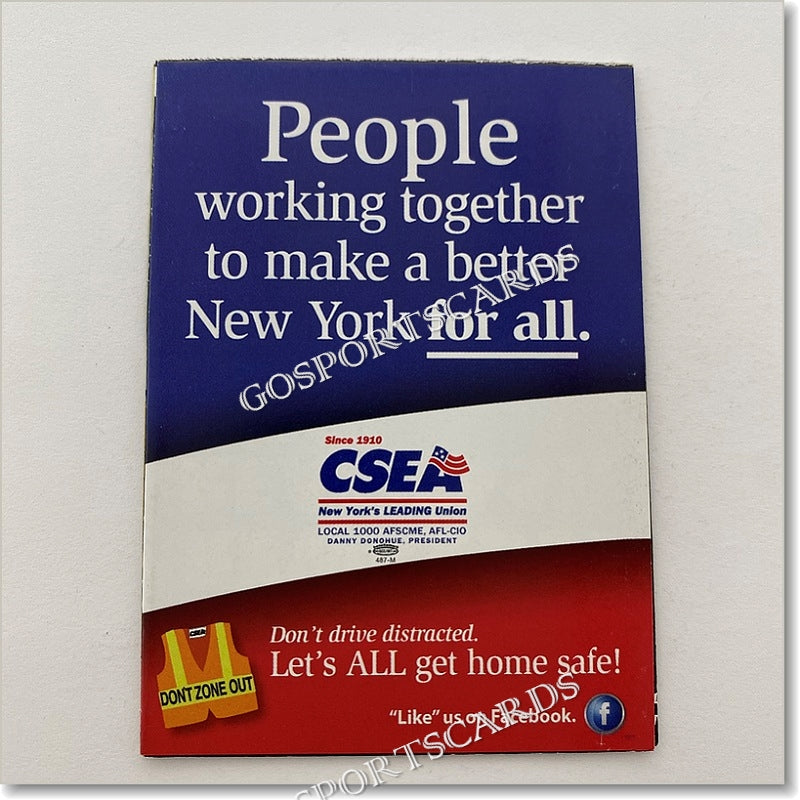 People
working together
to make a better
New York for all.
GOSPORTSCARDS
Since 1910
CSEA
New York's LEADING Union
LOCAL 1000 AFSCME, AFL-CIO
DANNY DONOHUE, PRESIDENT
487-M
CSEA
DON'T ZONE OUT
Don't drive distracted.
Let's ALL get home safe!
"Like" us on Facebook.
f
SPORTSCARDS